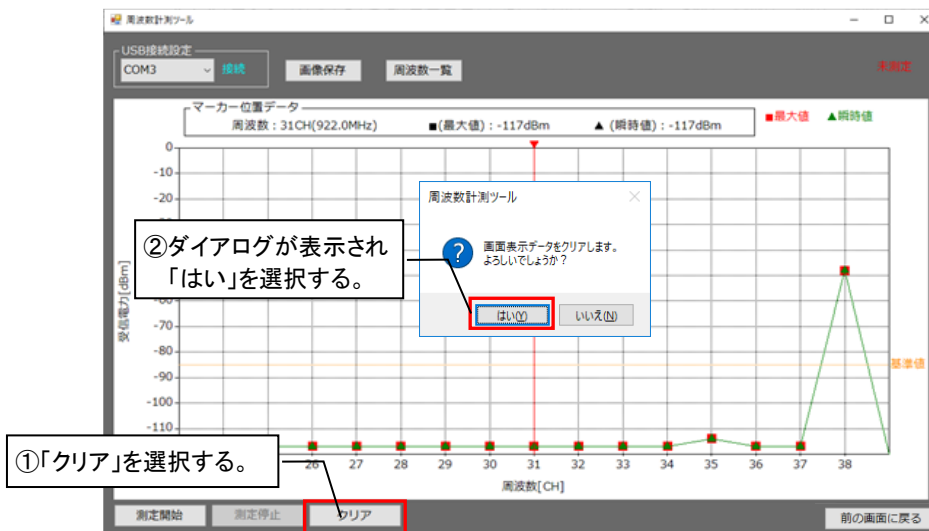 周波数計測ツール
USB接続設定
COM3
接続
画像保存
周波数一覧
未測定
マーカー位置データ
周波数：31CH(922.0MHz)
■(最大値)：-117dBm
▲ (瞬時値)：-117dBm
■最大値
▲瞬時値
0
-10
-20
周波数計測ツール
画面表示データをクリアします。
よろしいでしょうか？
はい(Y)
いいえ(N)
②ダイアログが表示され
「はい」を選択する。
受信電力[dBm]
-70
-80
基準値
-90
-100
-110
①「クリア」を選択する。
26 27 28 29 30 31 32 33 34 35 36 37 38
周波数[CH]
測定開始
測定停止
クリア
前の画面に戻る